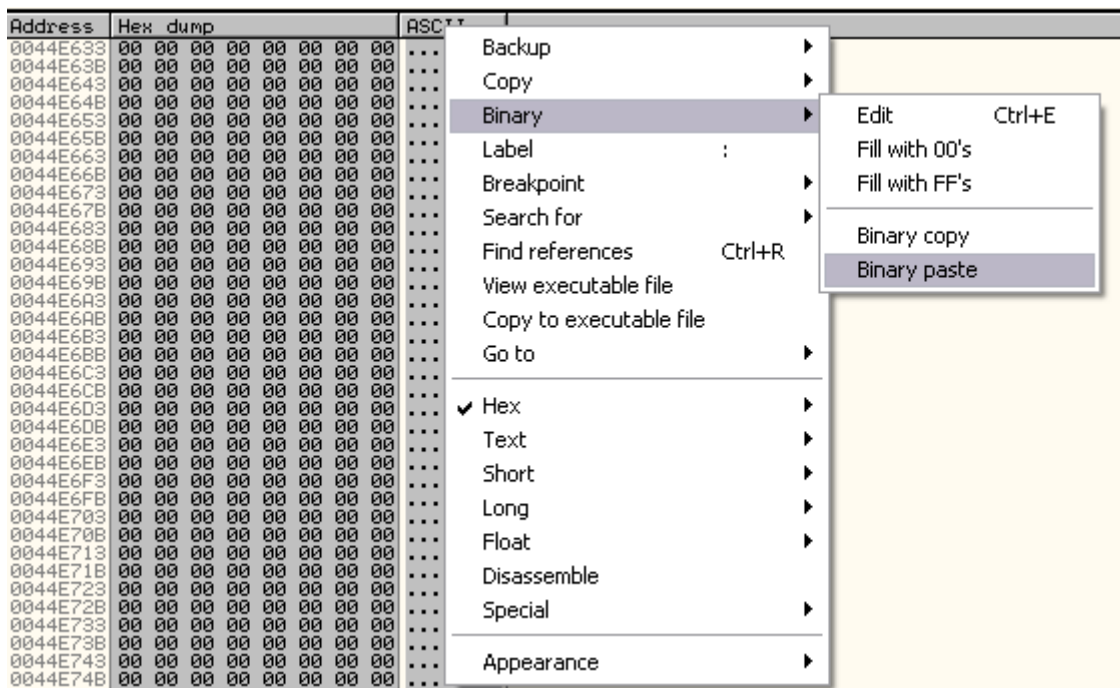 Address Hex dump ASCII
0044E633 00 00 00 00 00 00 00 00 ...
0044E63B 00 00 00 00 00 00 00 00 ...
0044E643 00 00 00 00 00 00 00 00 ...
0044E64B 00 00 00 00 00 00 00 00 ...
0044E653 00 00 00 00 00 00 00 00 ...
0044E65B 00 00 00 00 00 00 00 00 ...
0044E663 00 00 00 00 00 00 00 00 ...
0044E66B 00 00 00 00 00 00 00 00 ...
0044E673 00 00 00 00 00 00 00 00 ...
0044E67B 00 00 00 00 00 00 00 00 ...
0044E683 00 00 00 00 00 00 00 00 ...
0044E68B 00 00 00 00 00 00 00 00 ...
0044E693 00 00 00 00 00 00 00 00 ...
0044E69B 00 00 00 00 00 00 00 00 ...
0044E6A3 00 00 00 00 00 00 00 00 ...
0044E6AB 00 00 00 00 00 00 00 00 ...
0044E6B3 00 00 00 00 00 00 00 00 ...
0044E6BB 00 00 00 00 00 00 00 00 ...
0044E6C3 00 00 00 00 00 00 00 00 ...
0044E6CB 00 00 00 00 00 00 00 00 ...
0044E6D3 00 00 00 00 00 00 00 00 ...
0044E6DB 00 00 00 00 00 00 00 00 ...
0044E6E3 00 00 00 00 00 00 00 00 ...
0044E6EB 00 00 00 00 00 00 00 00 ...
0044E6F3 00 00 00 00 00 00 00 00 ...
0044E6FB 00 00 00 00 00 00 00 00 ...
0044E703 00 00 00 00 00 00 00 00 ...
0044E70B 00 00 00 00 00 00 00 00 ...
0044E713 00 00 00 00 00 00 00 00 ...
0044E71B 00 00 00 00 00 00 00 00 ...
0044E723 00 00 00 00 00 00 00 00 ...
0044E72B 00 00 00 00 00 00 00 00 ...
0044E733 00 00 00 00 00 00 00 00 ...
0044E73B 00 00 00 00 00 00 00 00 ...
0044E743 00 00 00 00 00 00 00 00 ...
0044E74B 00 00 00 00 00 00 00 00 ...
Backup
Copy
Binary
Label :
Breakpoint
Search for
Find references Ctrl+R
View executable file
Copy to executable file
Go to
Hex
Text
Short
Long
Float
Disassemble
Special
Appearance
Edit Ctrl+E
Fill with 00's
Fill with FF's
Binary copy
Binary paste